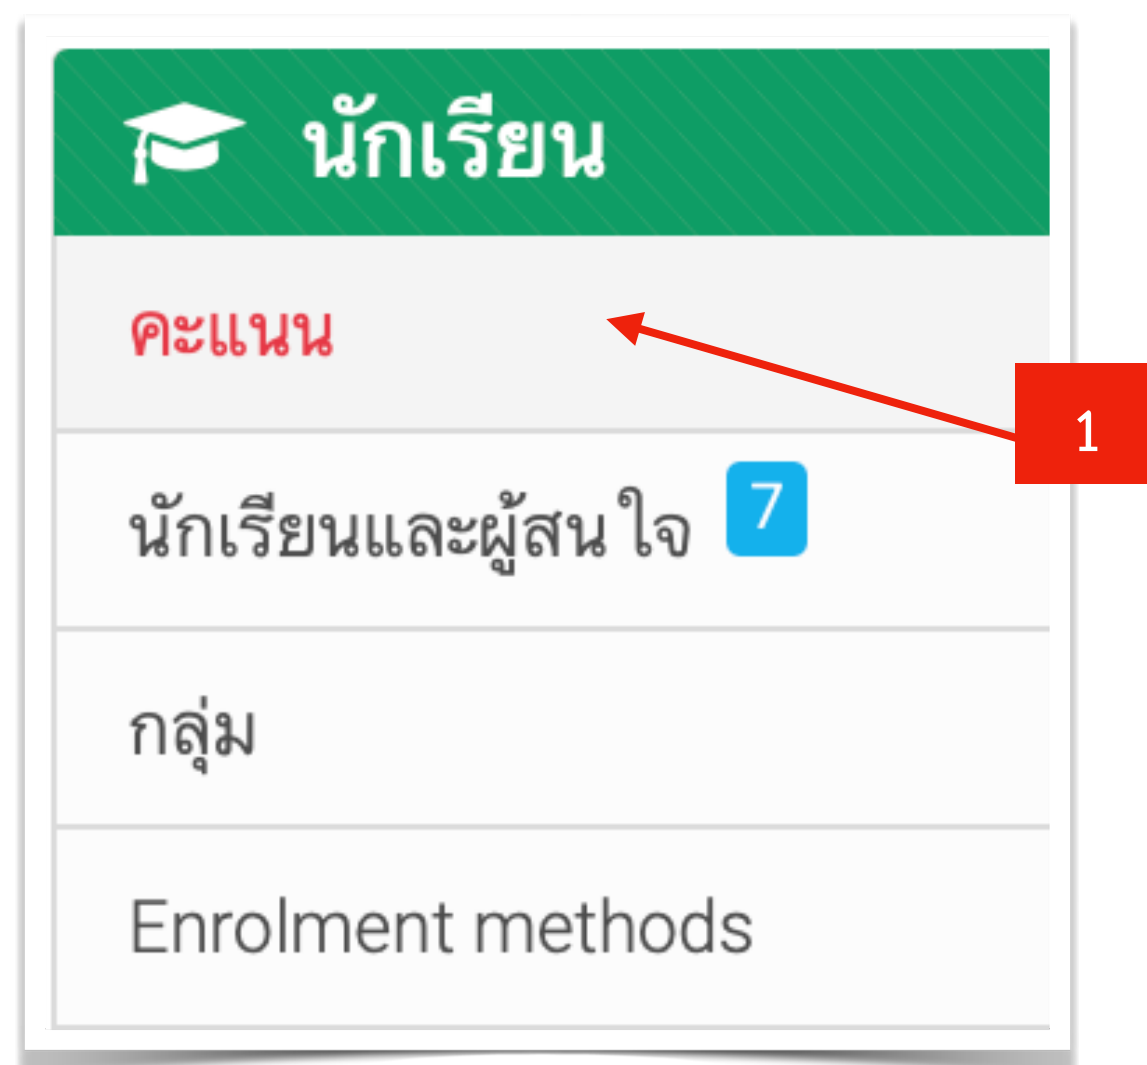 นักเรียน
คะแนน
1
นักเรียนและผู้สนใจ 7
กลุ่ม
Enrolment methods